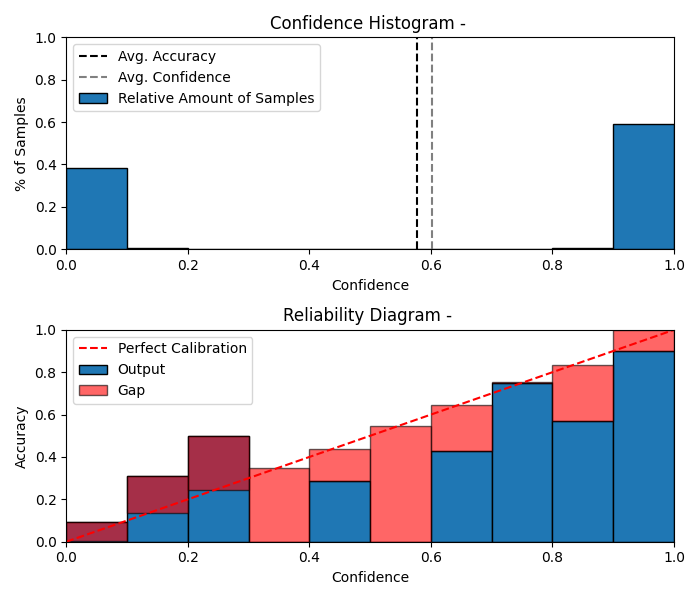 Confidence Histogram -
1.0
0.8
0.6
0.4
0.2
0.0
% of Samples
Avg. Accuracy
Avg. Confidence
Relative Amount of Samples
0.0 0.2 0.4 0.6 0.8 1.0
Confidence
Reliability Diagram -
1.0
0.8
0.6
0.4
0.2
0.0
Accuracy
Perfect Calibration
Output
Gap
0.0 0.2 0.4 0.6 0.8 1.0
Confidence